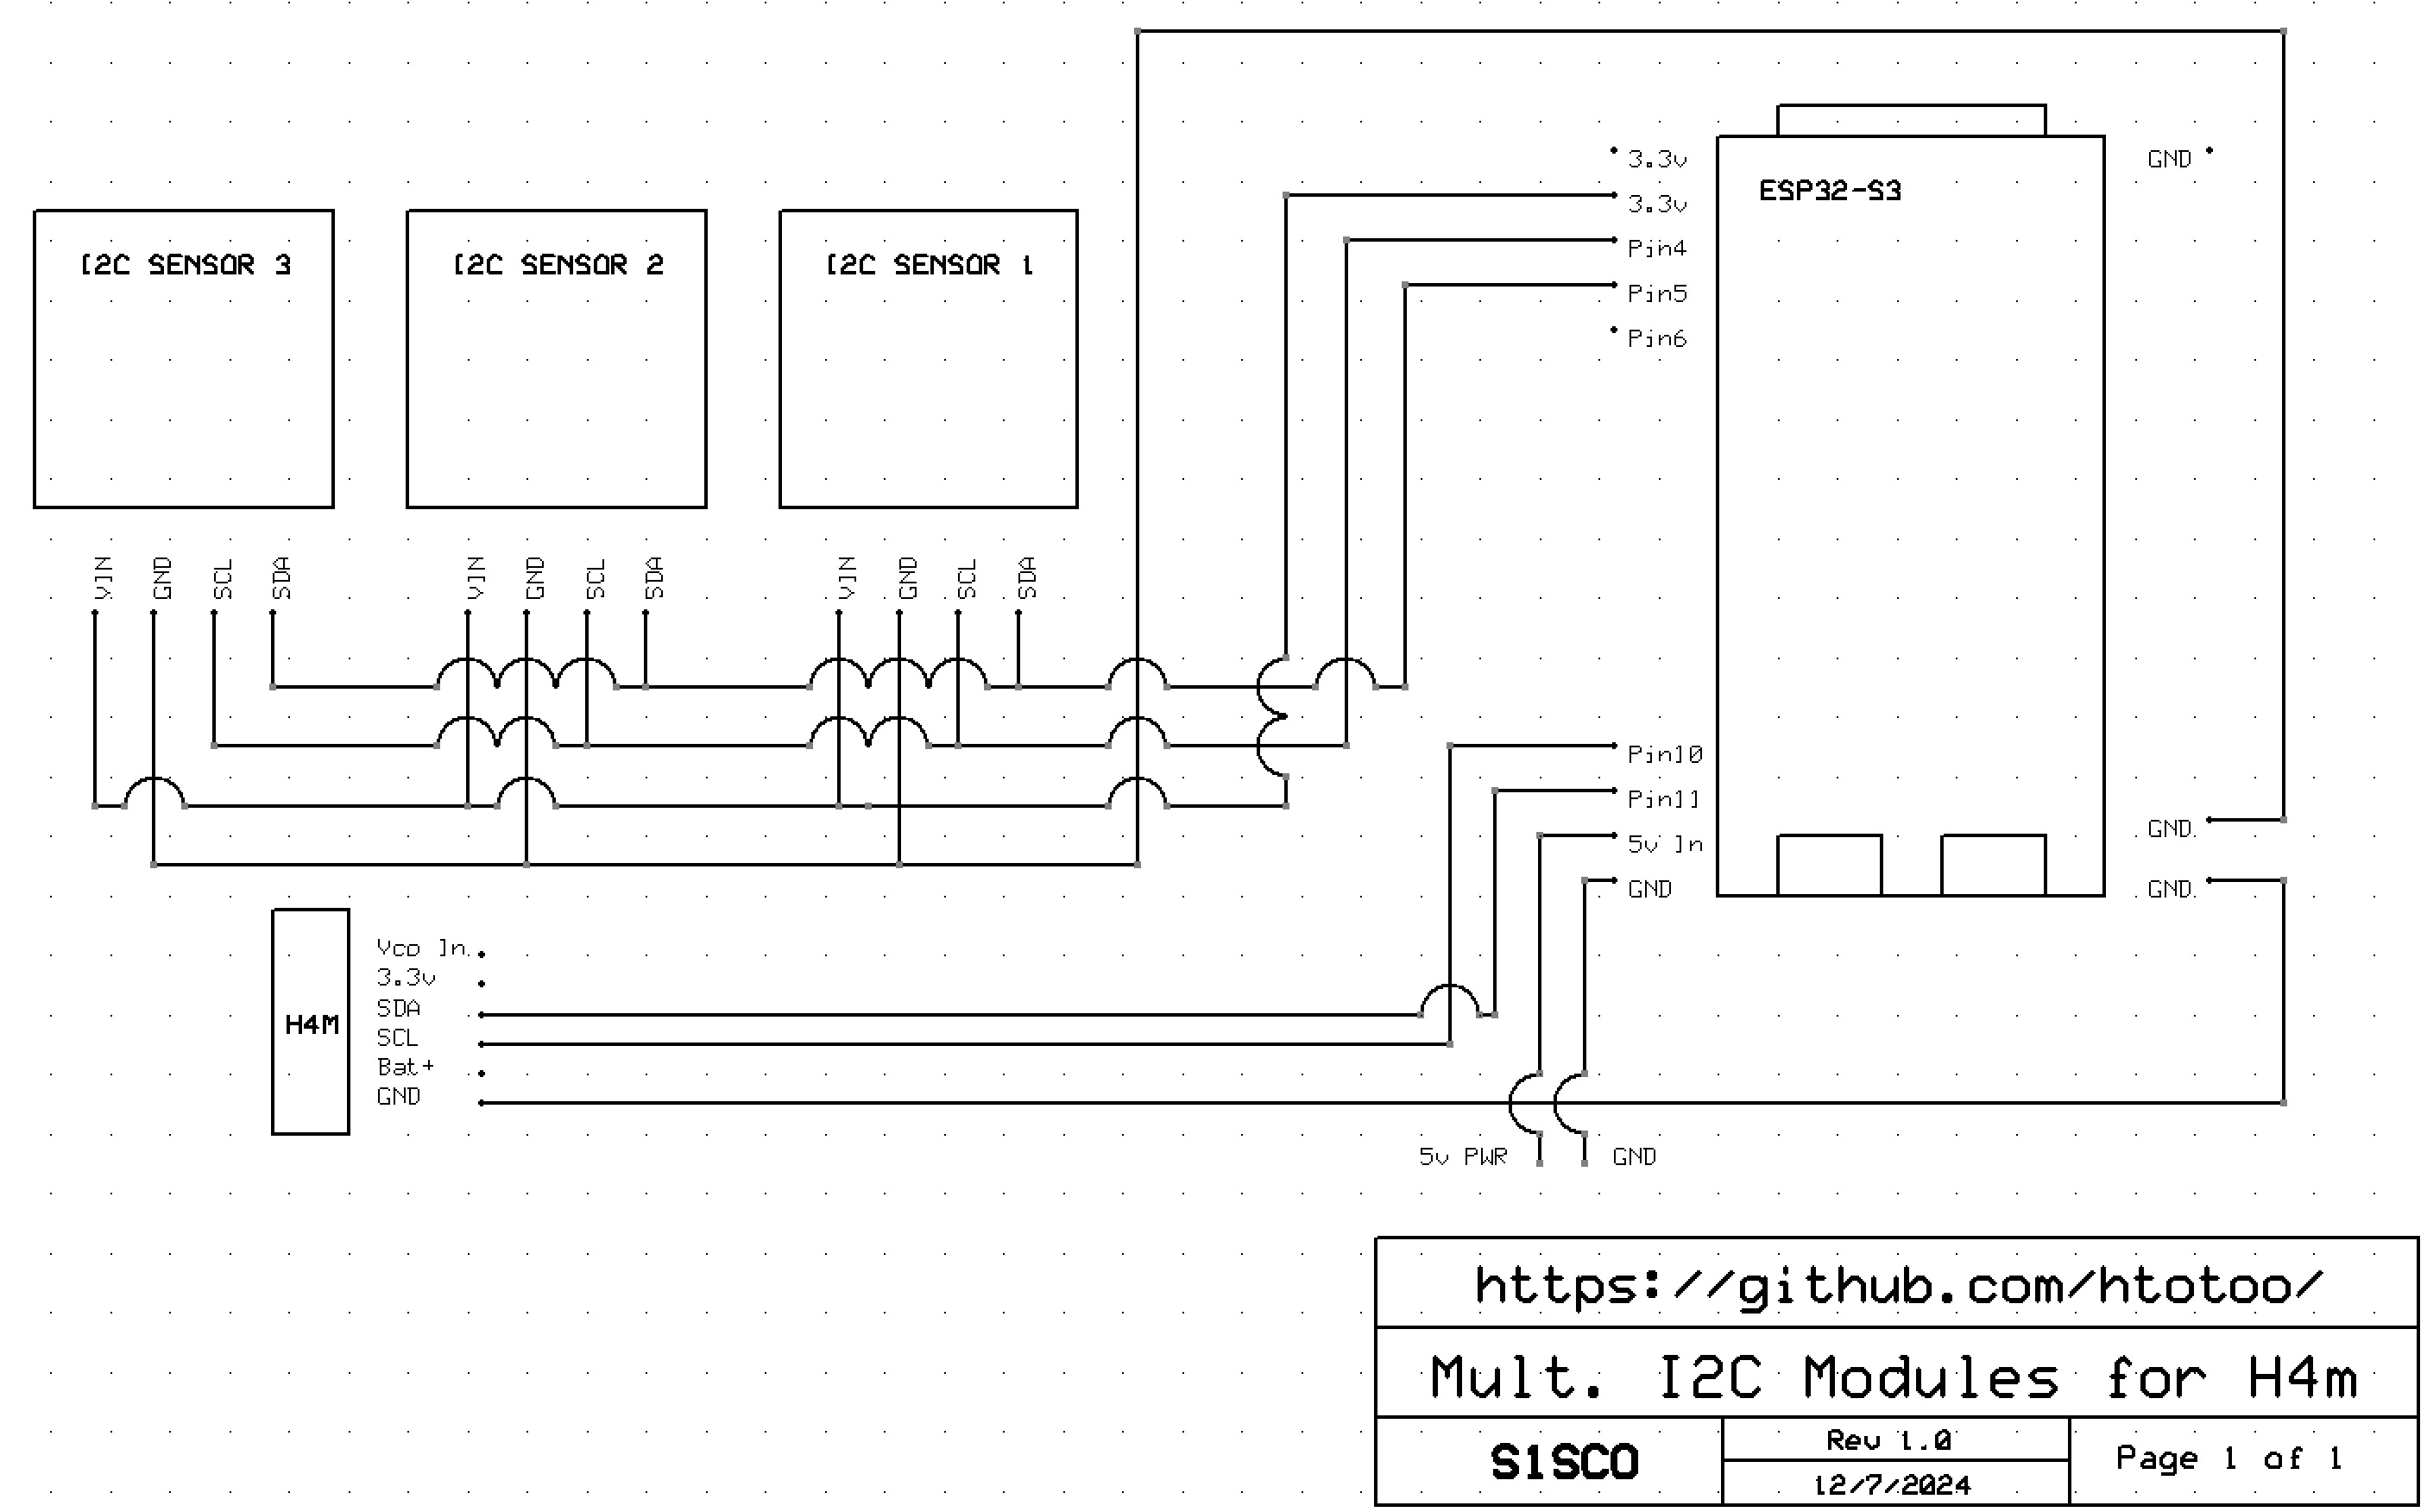 3.3v
GND
3.3v
ESP32-S3
Pin4
I2C SENSOR 3
I2C SENSOR 2
I2C SENSOR 1
Pin5
Pin6
VIN
GND
SCL
SDA
VIN
GND
SCL
SDA
VIN
GND
SCL
SDA
Pin10
Pin11
5v In
GND
GND
GND
H4M
Vcp In
3.3v
SDA
SCL
Bat+
GND
5v PWR
GND
https://github.com/htotoo/
Mult. I2C Modules for H4m
S1SCO
Rev 1.0
12/7/2024
Page 1 of 1